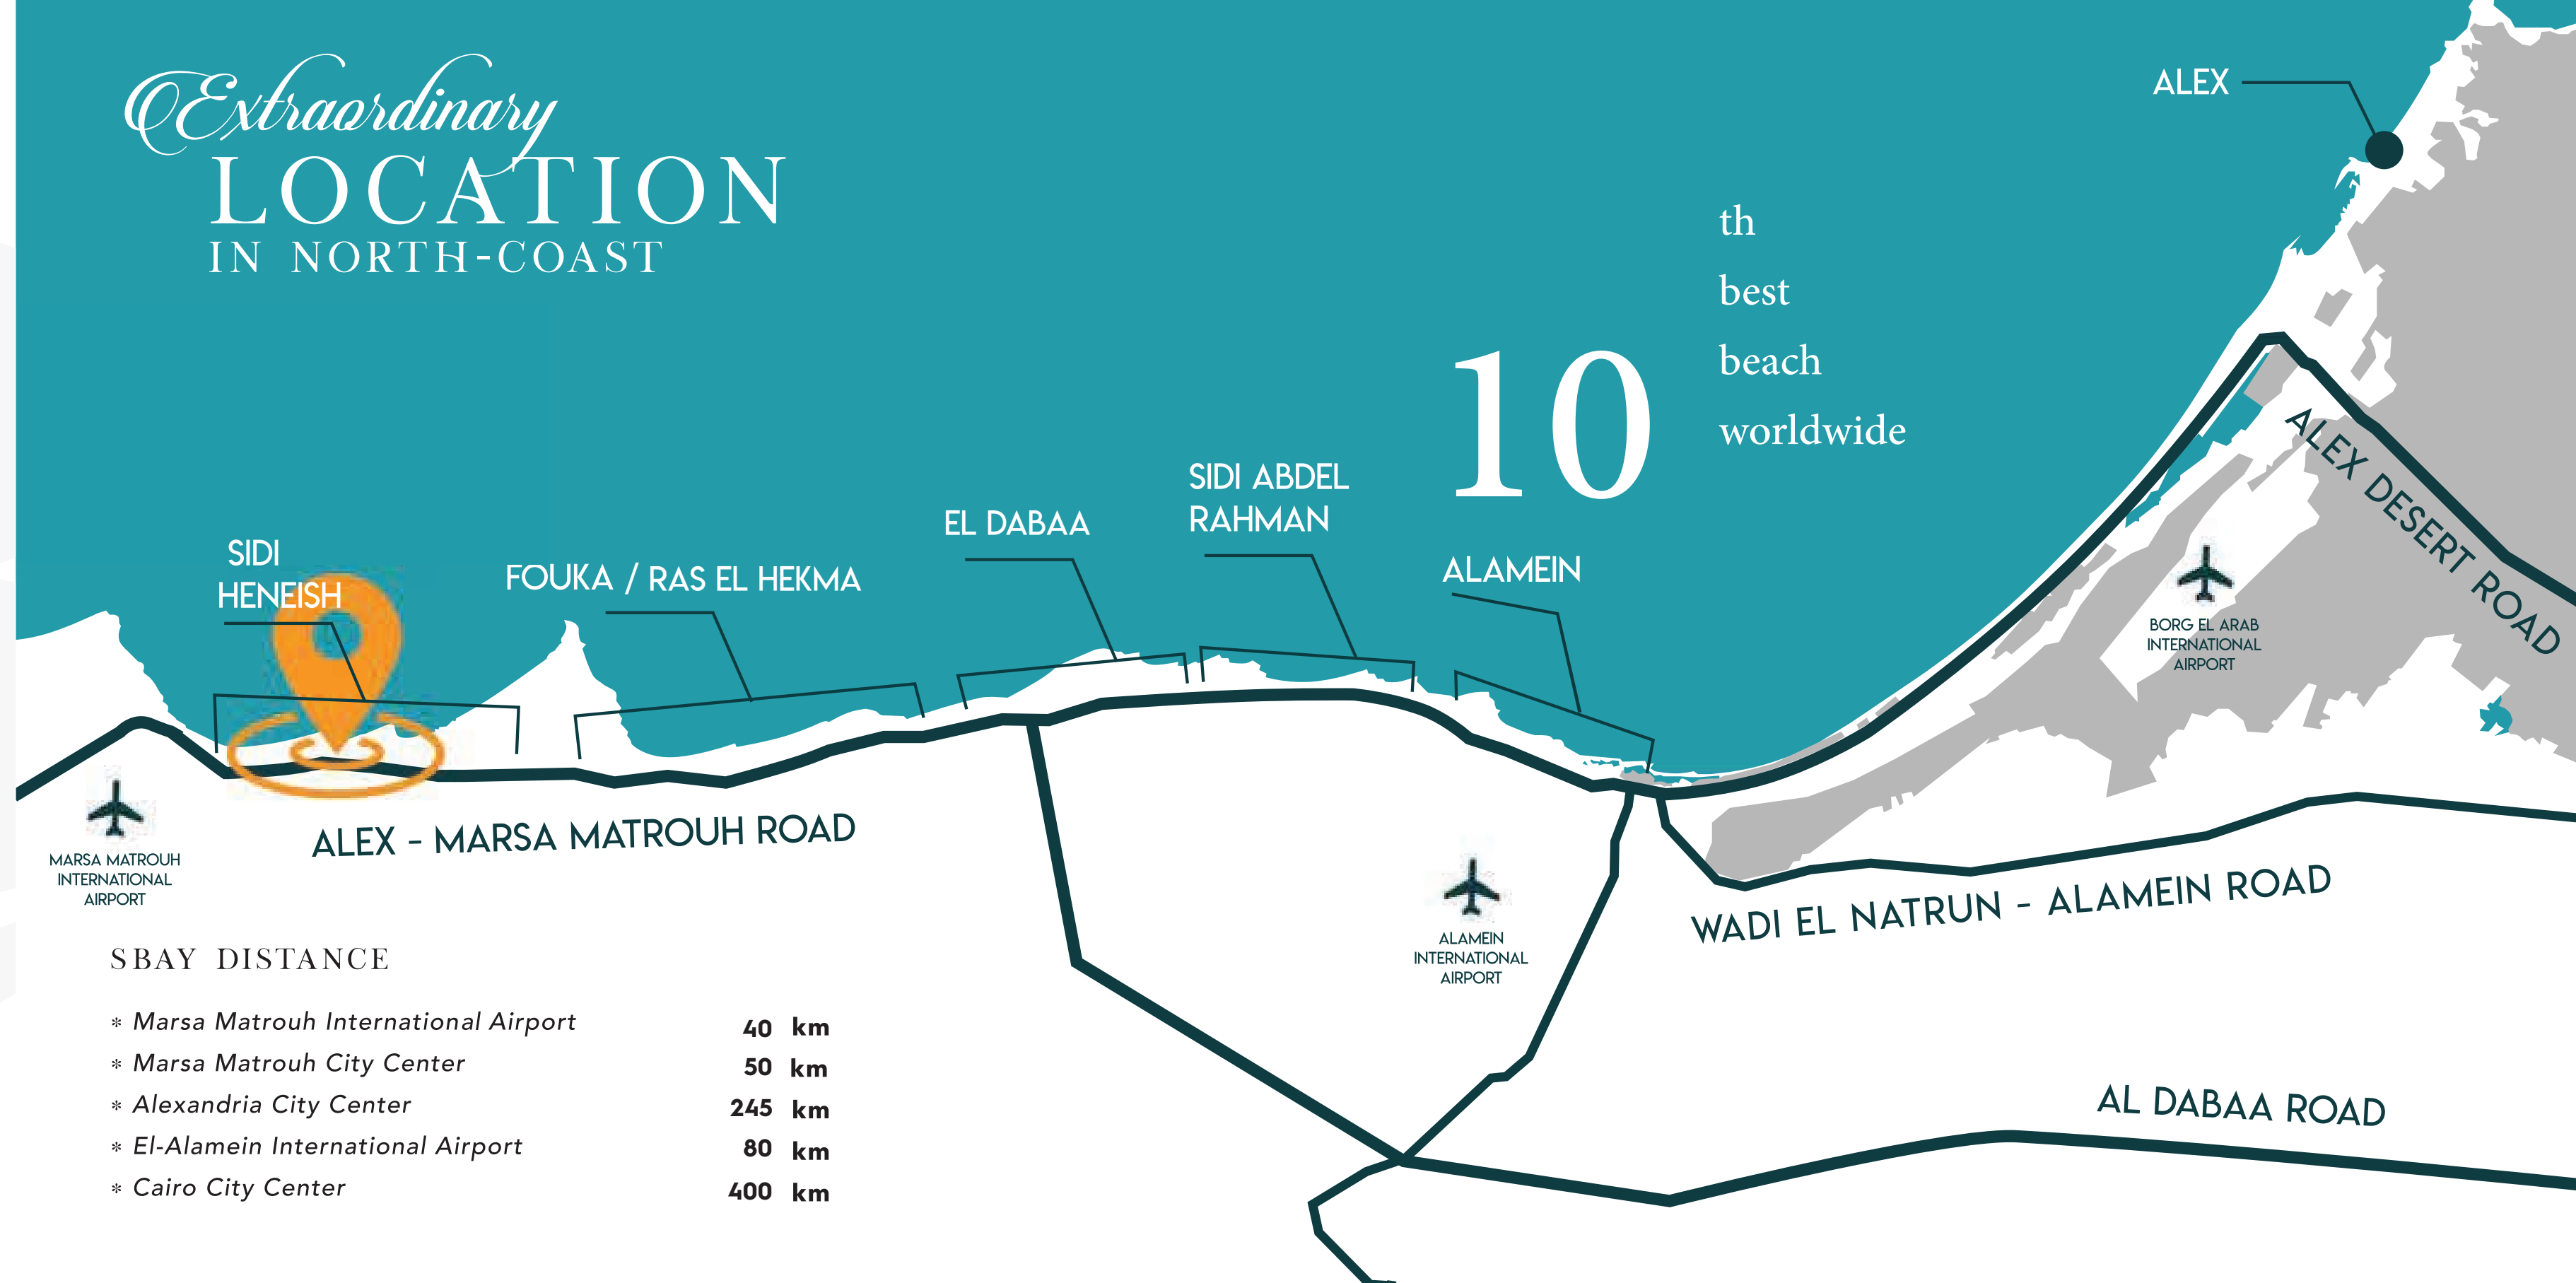 Extraordinary
LOCATION
IN NORTH-COAST
ALEX
10
th
best
beach
worldwide
SIDI
HENEISH
FOUKA / RAS EL HEKMA
EL DABAA
SIDI ABDEL
RAHMAN
ALAMEIN
ALEX DESERT ROAD
BORG EL ARAB
INTERNATIONAL
AIRPORT
MARSA MATROUH
INTERNATIONAL
AIRPORT
ALEX - MARSA MATROUH ROAD
ALAMEIN
INTERNATIONAL
AIRPORT
WADI EL NATRUN - ALAMEIN ROAD
AL DABAA ROAD
SBAY DISTANCE
* Marsa Matrouh International Airport 40 km
* Marsa Matrouh City Center 50 km
* Alexandria City Center 245 km
* El-Alamein International Airport 80 km
* Cairo City Center 400 km